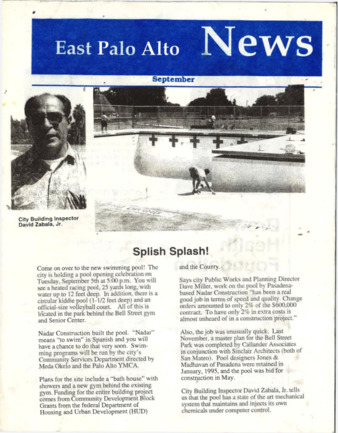 East Palo Alto News
September
City Building Inspector
David Zabala, Jr.
Splish Splash!
Come on over to the new swimming pool! The
city is holding a pool opening celebration on
Tuesday, September 5th at 5:00 p.m. You will
see a heated racing pool, 25 yards long, with
water up to 12 feet deep. In addition, there is a
circular kiddie pool (1-1/2 feet deep) and an
official-size volleyball court. All of this is
located in the park behind the Bell Street gym
and Senior Center.
Nadar Construction built the pool. "Nadar"
means "to swim" in Spanish and you will
have a chance to do that very soon. Swim-
ming programs will be run by the city's
Community Services Department directed by
Meda Okelo and the Palo Alto YMCA.
Plans for the site include a "bath house" with
showers and a new gym behind the existing
gym. Funding for the entire building project
comes from Community Development Block
Grants from the federal Department of
Housing and Urban Development (HUD)
and the County.
Says city Public Works and Planning Director
Dave Miller, work on the pool by Pasadena-
based Nadar Construction "has been a real
good job in terms of speed and quality. Change
orders amounted to only 2% of the $600,000
contract. To have only 2% in extra costs is
almost unheard of in a construction project."
Also, the job was unusually quick. Last
November, a master plan for the Bell Street
Park was completed by Callander Associates
in conjunction with Sinclair Architects (both of
San Mateo). Pool designers Jones &
Madhavan of Pasadena were retained in
January, 1995, and the pool was bid for
construction in May.
City Building Inspector David Zabala, Jr. tells
us that the pool has a state of the art mechanical
system that maintains and injects its own
chemicals under computer control.